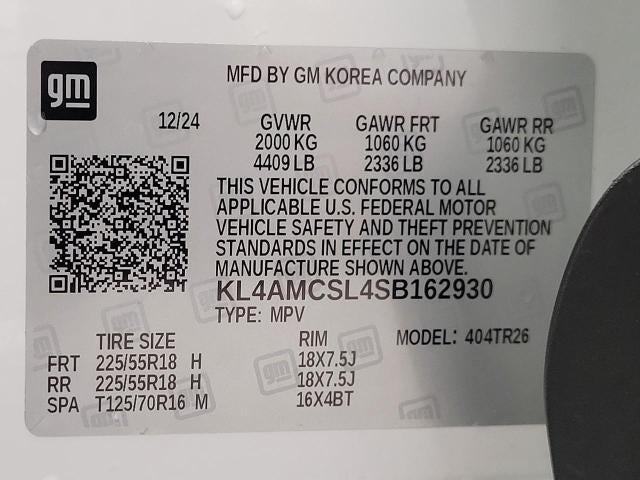 gm
MFD BY GM KOREA COMPANY
12/24 GVWR GAWR FRT GAWR RR
2000 KG 1060 KG 1060 KG
4409 LB 2336 LB 2336 LB
THIS VEHICLE CONFORMS TO ALL
APPLICABLE U.S. FEDERAL MOTOR
VEHICLE SAFETY AND THEFT PREVENTION
STANDARDS IN EFFECT ON THE DATE OF
MANUFACTURE SHOWN ABOVE.
KL4AMCSL4SB162930
TYPE: MPV
TIRE SIZE RIM MODEL: 404TR26
FRT 225/55R18 H 18X7.5J
RR 225/55R18 H 18X7.5J
SPA T125/70R16 M 16X4BT